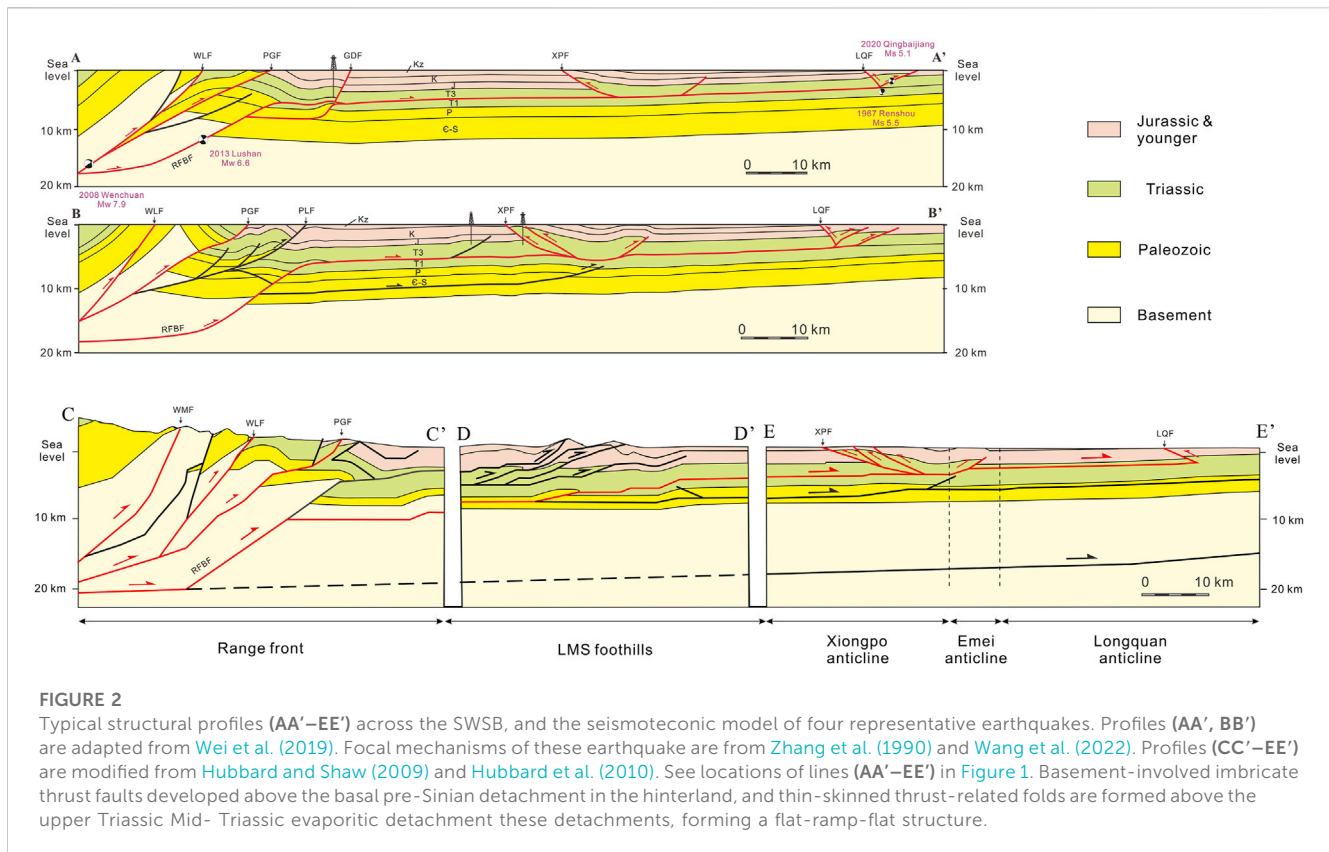 2020 Qingbaijiang
Ms 5.1
A
WLF
PGF
GDF
Kz
XPF
LQF
A'
Sea
level
Sea
level
K
J
T3
T1
P
Є-S
10 km
10 km
1967 Renshou
Ms 5.5
2013 Lushan
Mw 6.6
RFBF
0 10 km
20 km
20 km
2008 Wenchuan
Mw 7.9
B
WLF
PGF
PLF
Kz
XPF
LQF
B'
Sea
level
Sea
level
K
J
T3
T1
P
Є-S
10 km
10 km
RFBF
0 10 km
20 km
20 km
Jurassic &
younger
Triassic
Paleozoic
Basement
C
WMF
WLF
PGF
C'
D
D'
E
XPF
LQF
E'
Sea
level
Sea
level
10 km
10 km
RFBF
0 10 km
20 km
20 km
Range front
LMS foothills
Xiongpo
anticline
Emei
anticline
Longquan
anticline
FIGURE 2
Typical structural profiles (AA'–EE') across the SWSB, and the seismoteconic model of four representative earthquakes. Profiles (AA', BB')
are adapted from Wei et al. (2019). Focal mechanisms of these earthquake are from Zhang et al. (1990) and Wang et al. (2022). Profiles (CC'–EE')
are modified from Hubbard and Shaw (2009) and Hubbard et al. (2010). See locations of lines (AA'–EE') in Figure 1. Basement-involved imbricate
thrust faults developed above the basal pre-Sinian detachment in the hinterland, and thin-skinned thrust-related folds are formed above the
upper Triassic Mid- Triassic evaporitic detachment these detachments, forming a flat-ramp-flat structure.